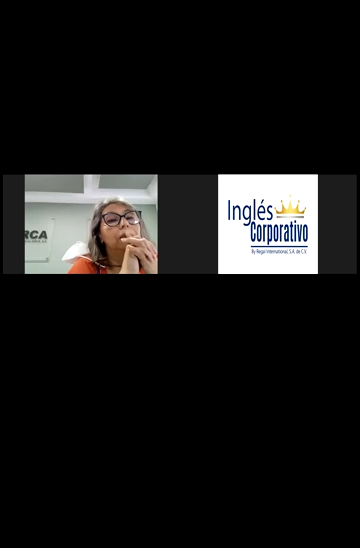 RCA
Inglés
Corporativo
By Regal International, S.A. de C.V.